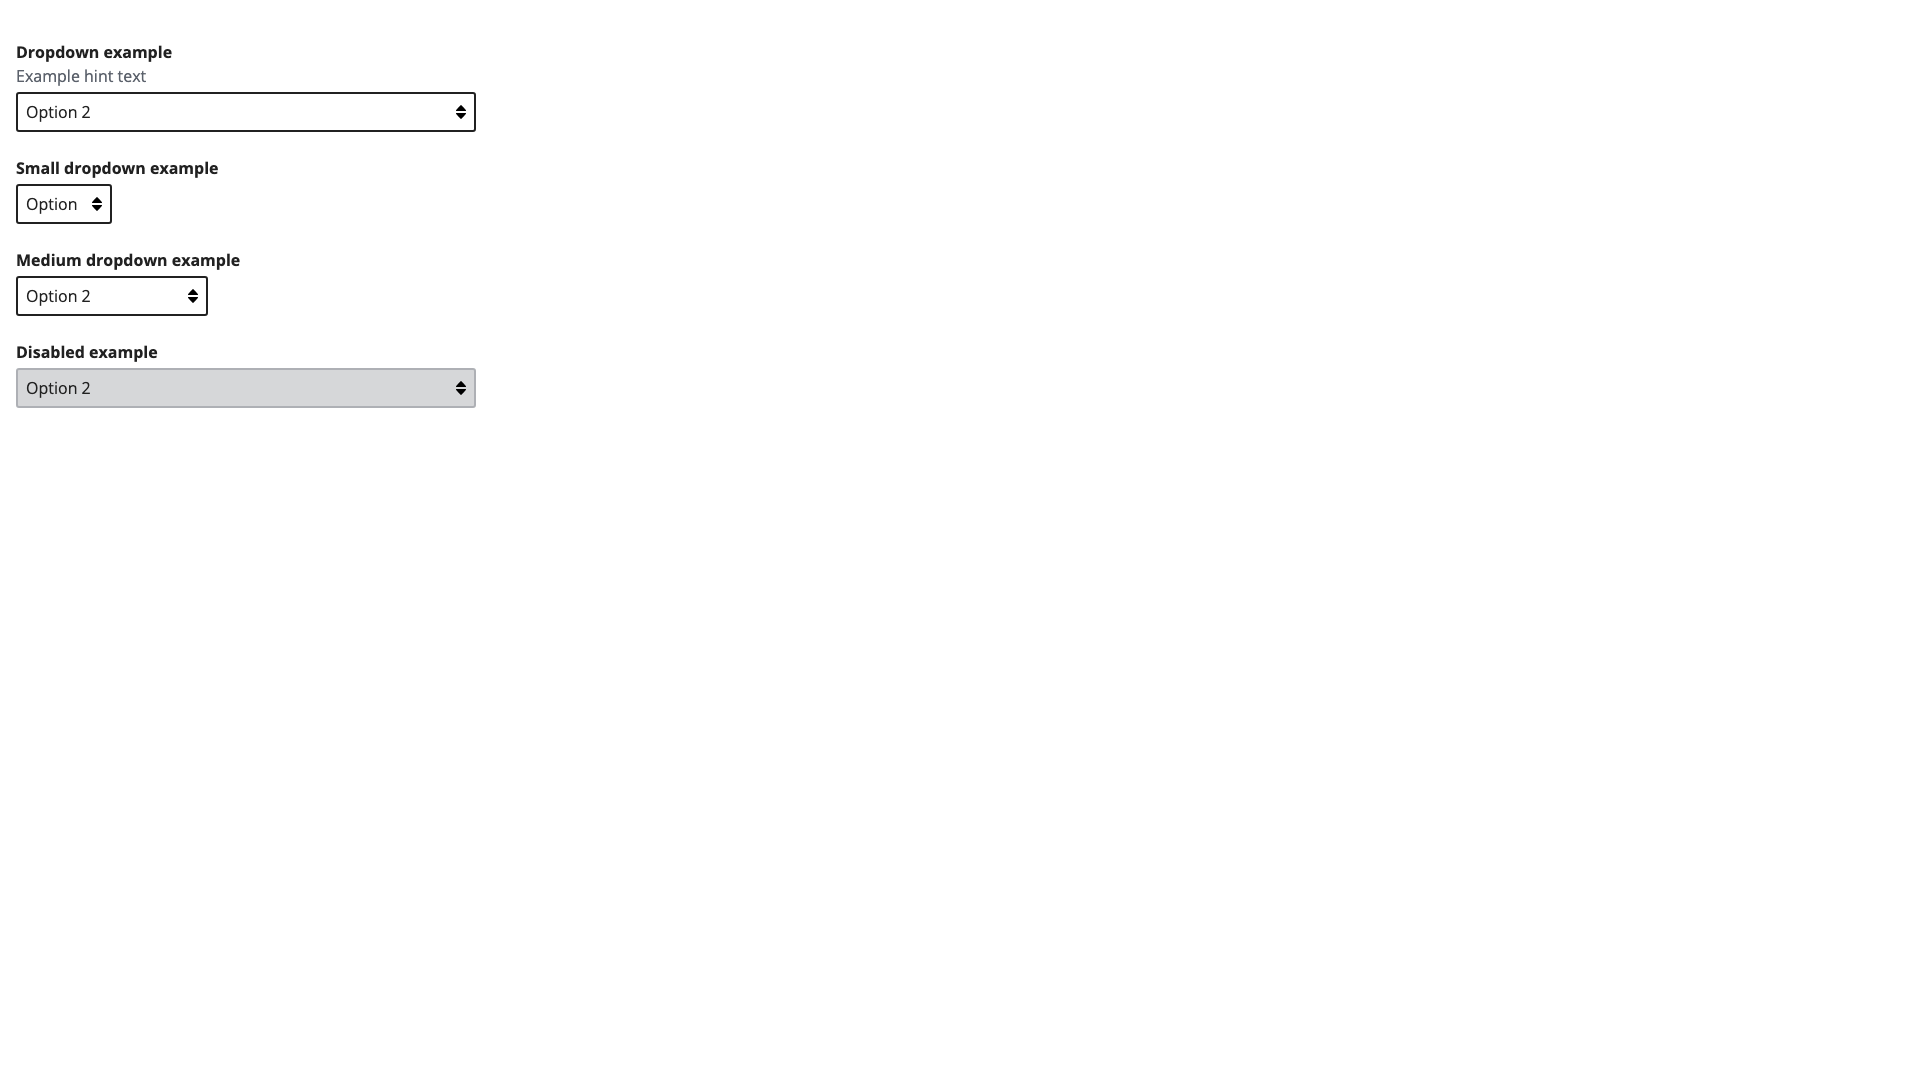 Dropdown example
Example hint text
Option 2
Small dropdown example
Option
Medium dropdown example
Option 2
Disabled example
Option 2